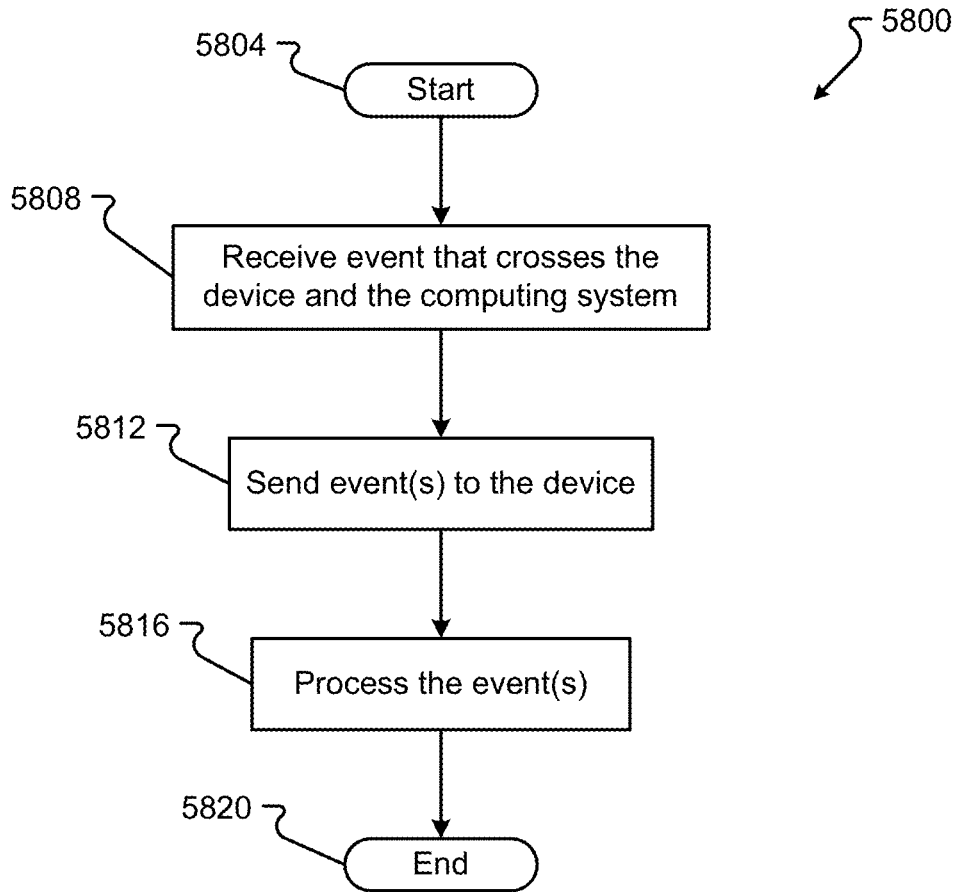 5800
5804
Start
5808
Receive event that crosses the
device and the computing system
5812
Send event(s) to the device
5816
Process the event(s)
5820
End